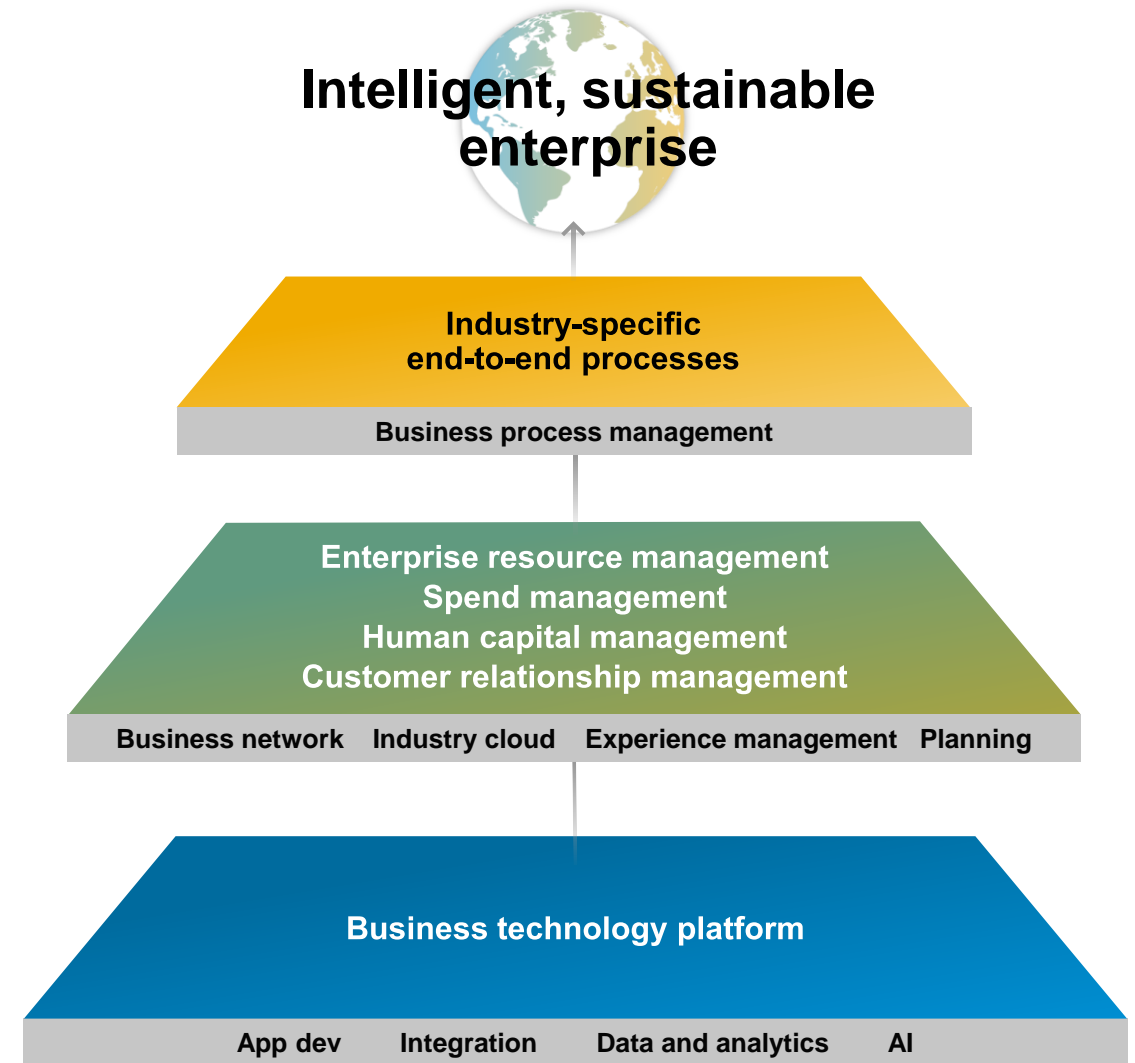 Intelligent, sustainable
enterprise
Industry-specific
end-to-end processes
Business process management
Enterprise resource management
Spend management
Human capital management
Customer relationship management
Business network Industry cloud Experience management Planning
Business technology platform
App dev Integration Data and analytics AI